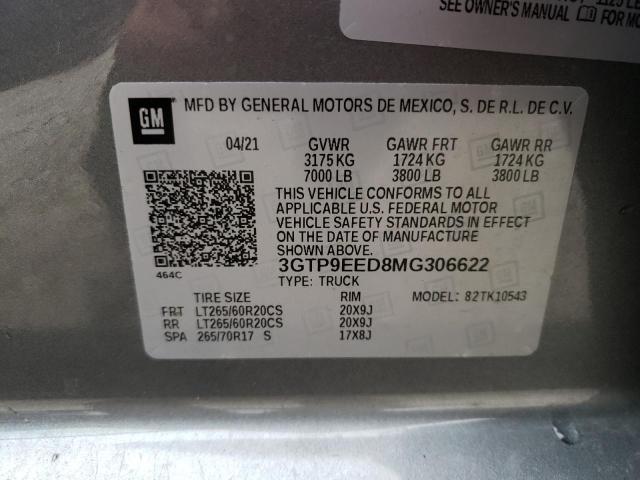 SEE OWNER'S MANUAL FOR
GM
MFD BY GENERAL MOTORS DE MEXICO, S. DE R.L. DE C.V.
04/21 GVWR GAWR FRT GAWR RR
3175 KG 1724 KG 1724 KG
7000 LB 3800 LB 3800 LB
THIS VEHICLE CONFORMS TO ALL
APPLICABLE U.S. FEDERAL MOTOR
VEHICLE SAFETY STANDARDS IN EFFECT
ON THE DATE OF MANUFACTURE
SHOWN ABOVE.
464C
3GTP9EED8MG306622
TYPE: TRUCK
TIRE SIZE RIM MODEL: 82TK10543
FRT LT265/60R20CS 20X9J
RR LT265/60R20CS 20X9J
SPA 265/70R17 S 17X8J